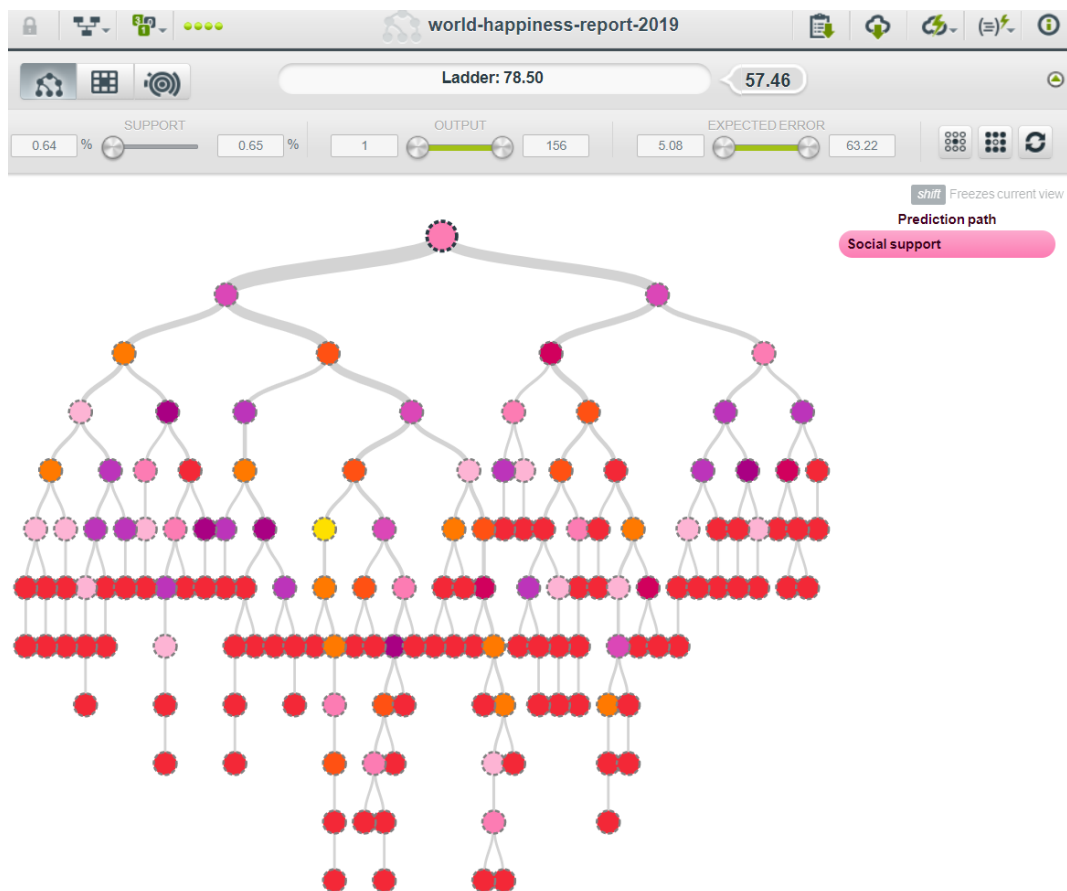 world-happiness-report-2019
Ladder: 78.50
57.46
SUPPORT
OUTPUT
EXPECTED ERROR
0.64 %
0.65 %
1
156
5.08
63.22
shift Freezes current view
Prediction path
Social support